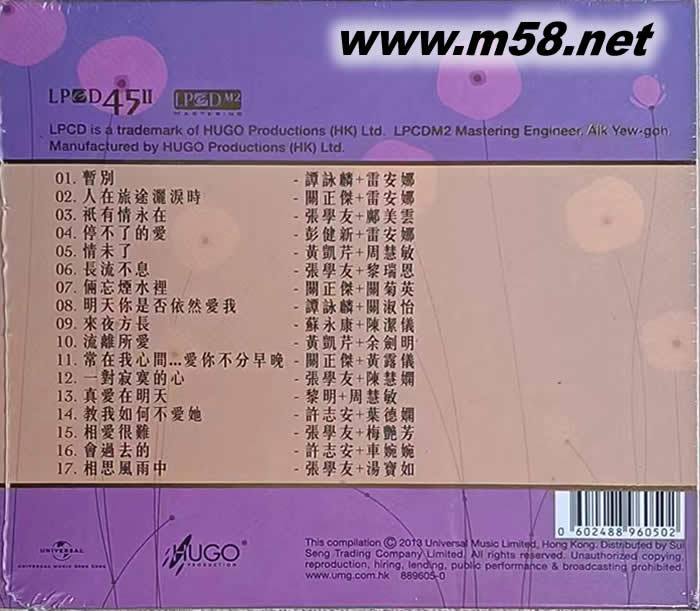 www.m58.net
LPCD45II LPCD M2
MASTERING
LPCD is a trademark of HUGO Productions (HK) Ltd. LPCDM2 Mastering Engineer, Aik Yew-goh.
Manufactured by HUGO Productions (HK) Ltd.
01. 暫別 - 譚詠麟+雷安娜
02. 人在旅途灑淚時 - 關正傑+雷安娜
03. 祇有情永在 - 張學友+鄺美雲
04. 停不了的愛 - 彭健新+雷安娜
05. 情未了 - 黃凱芹+周慧敏
06. 長流不息 - 張學友+黎瑞恩
07. 倆忘煙水裡 - 關正傑+關菊英
08. 明天你是否依然愛我 - 譚詠麟+關淑怡
09. 來夜方長 - 蘇永康+陳潔儀
10. 流離所愛 - 黃凱芹+余劍明
11. 常在我心間...愛你不分早晚 - 關正傑+黃露儀
12. 一對寂寞的心 - 張學友+陳慧嫻
13. 真愛在明天 - 黎明+周慧敏
14. 教我如何不愛她 - 許志安+葉德嫻
15. 相愛很難 - 張學友+梅艷芳
16. 會過去的 - 許志安+車婉婉
17. 相思風雨中 - 張學友+湯寶如
0 602488 960502
UNIVERSAL
UNIVERSAL MUSIC HONG KONG
HUGO
PRODUCTION
This compilation Ⓒ 2013 Universal Music Limited, Hong Kong. Distributed by Sui
Seng Trading Company Limited. All rights reserved. Unauthorized copying,
reproduction, hiring, lending, public performance & broadcasting prohibited.
www.umg.com.hk 889605-0